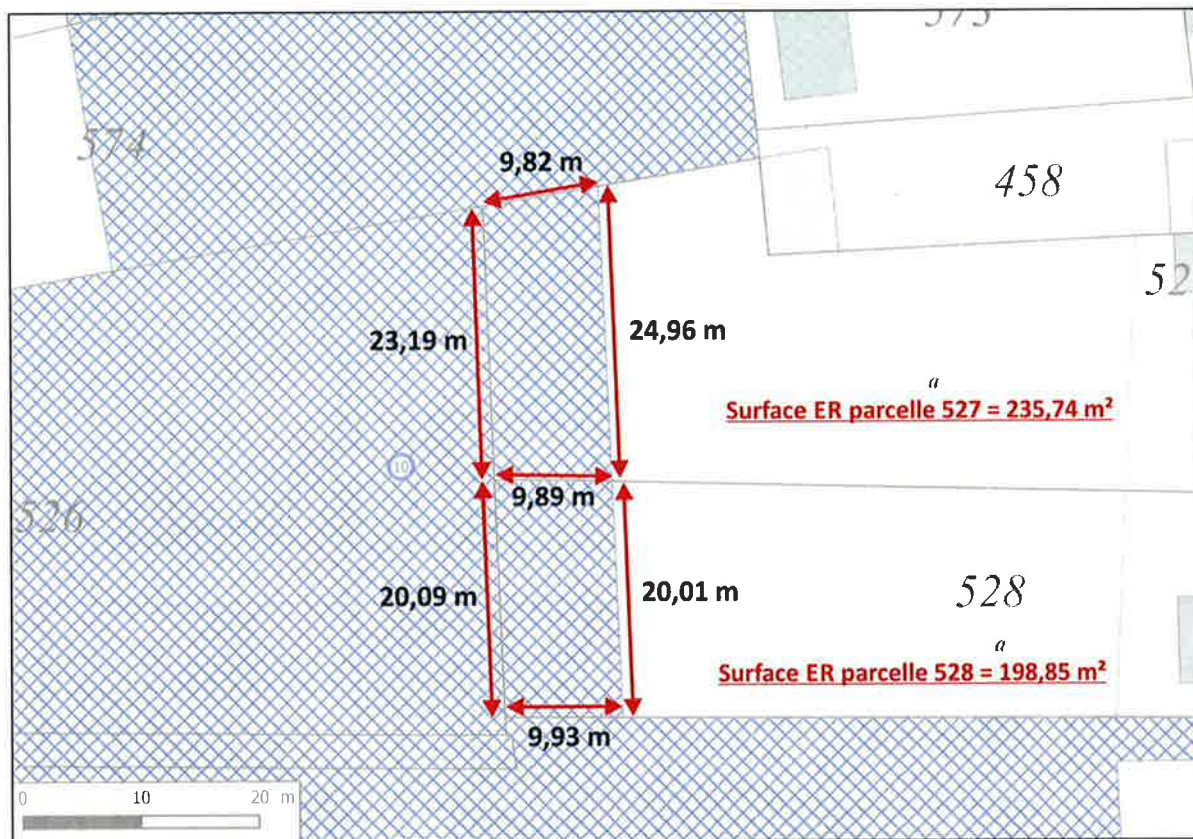 574
9,82 m
458
23,19 m
24,96 m
a
Surface ER parcelle 527 = 235,74 m²
10
9,89 m
526
20,09 m
20,01 m
528
a
Surface ER parcelle 528 = 198,85 m²
9,93 m
0 10 20 m